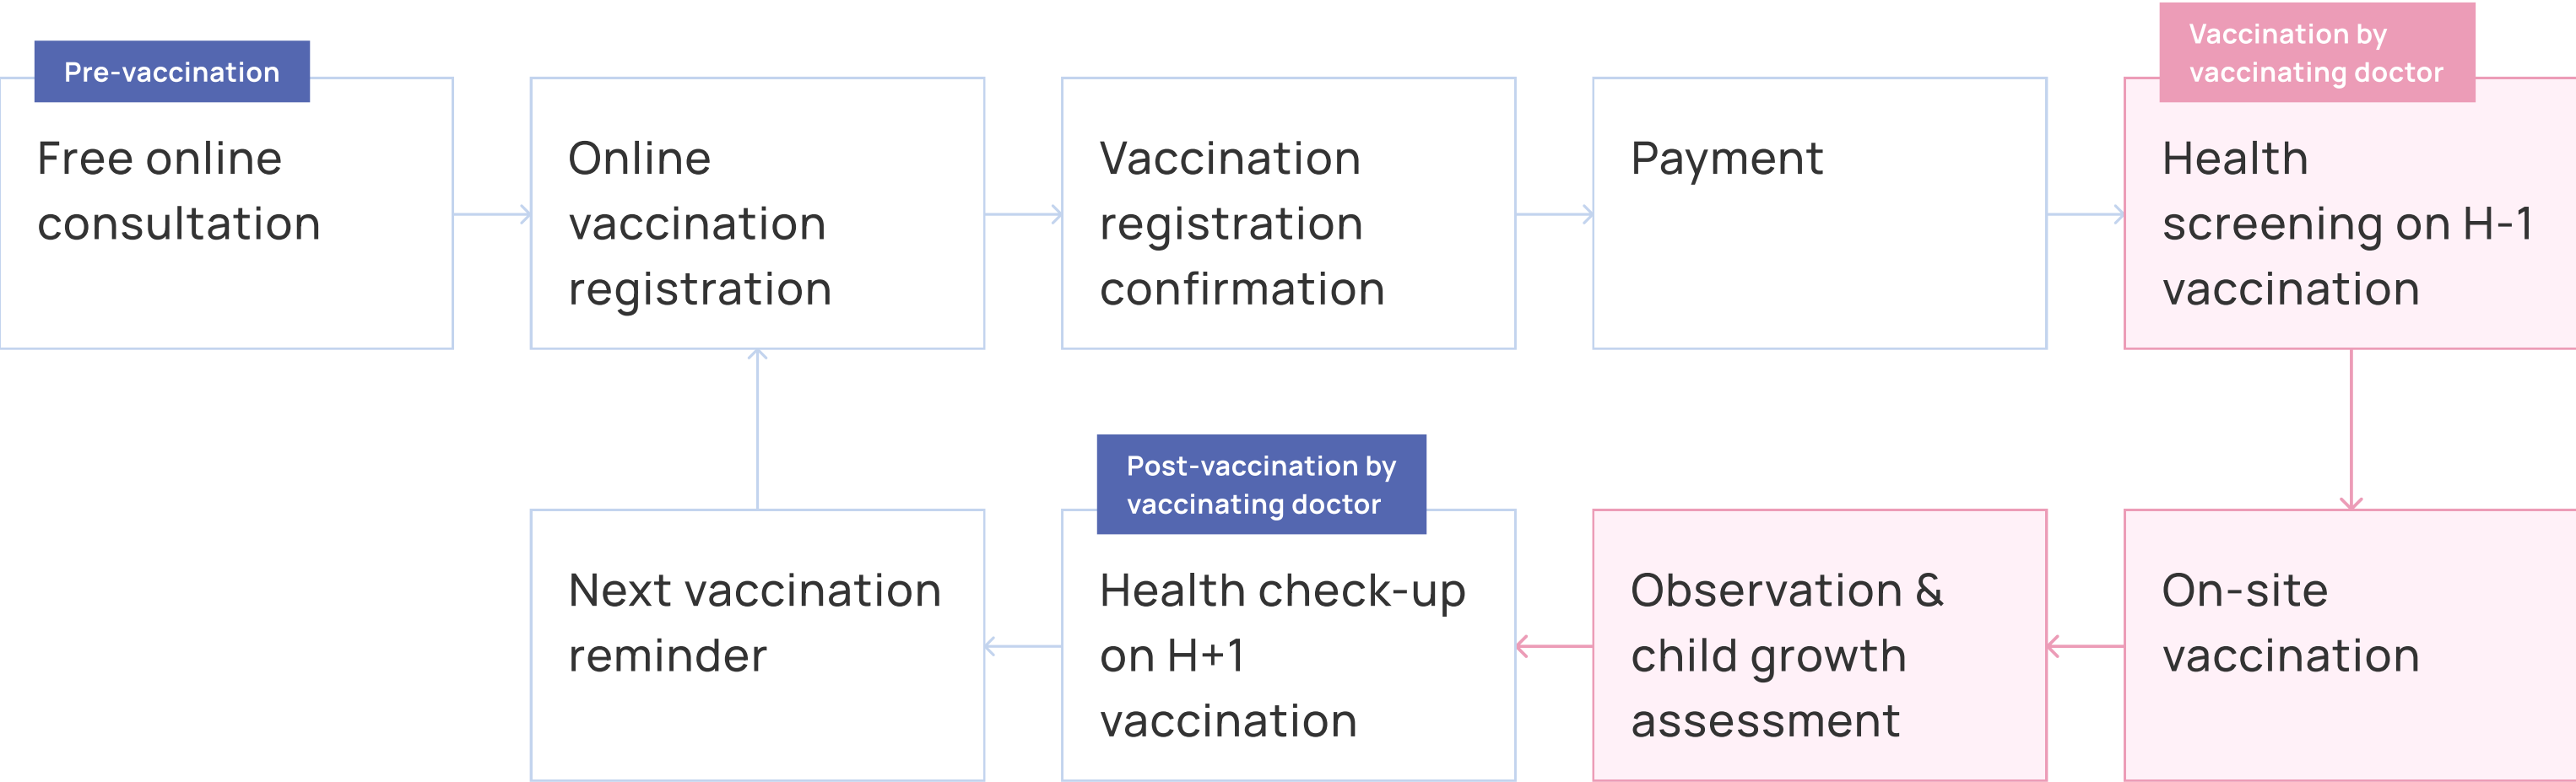 Pre-vaccination
Free online
consultation
Online
vaccination
registration
Vaccination
registration
confirmation
Payment
Vaccination by
vaccinating doctor
Health
screening on H-1
vaccination
On-site
vaccination
Observation &
child growth
assessment
Post-vaccination by
vaccinating doctor
Health check-up
on H+1
vaccination
Next vaccination
reminder